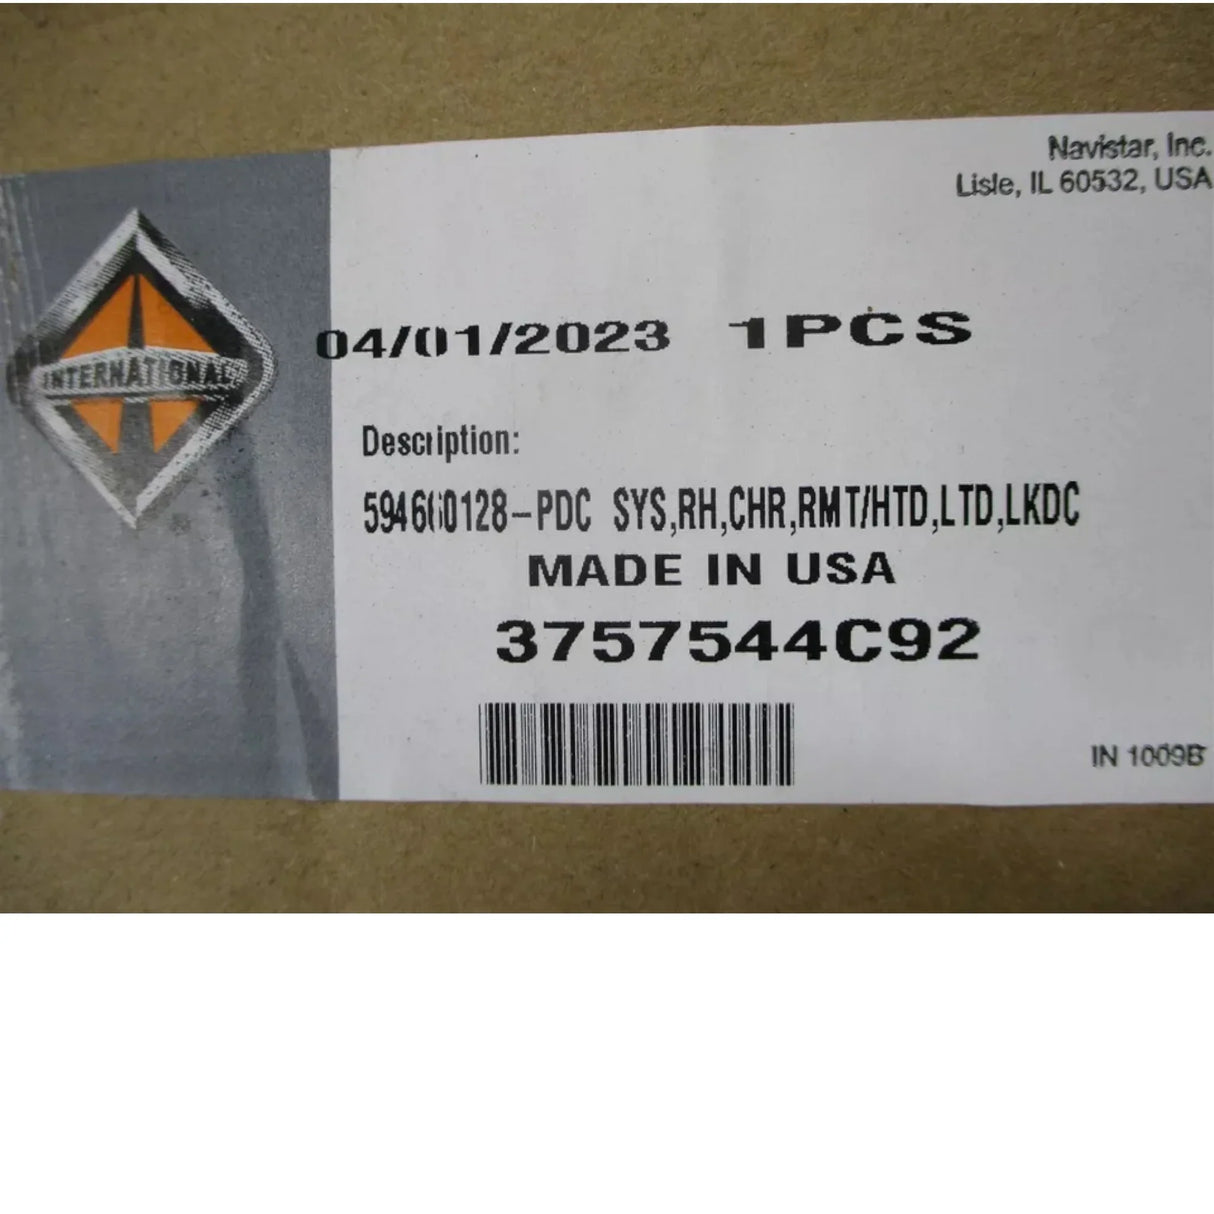 Navistar, Inc.
Lisle, IL 60532, USA
INTERNATIONAL
®
04/01/2023 1PCS
Description:
594660128-PDC SYS,RH,CHR,RMT/HTD,LTD,LKDC
MADE IN USA
3757544C92
IN 1009B